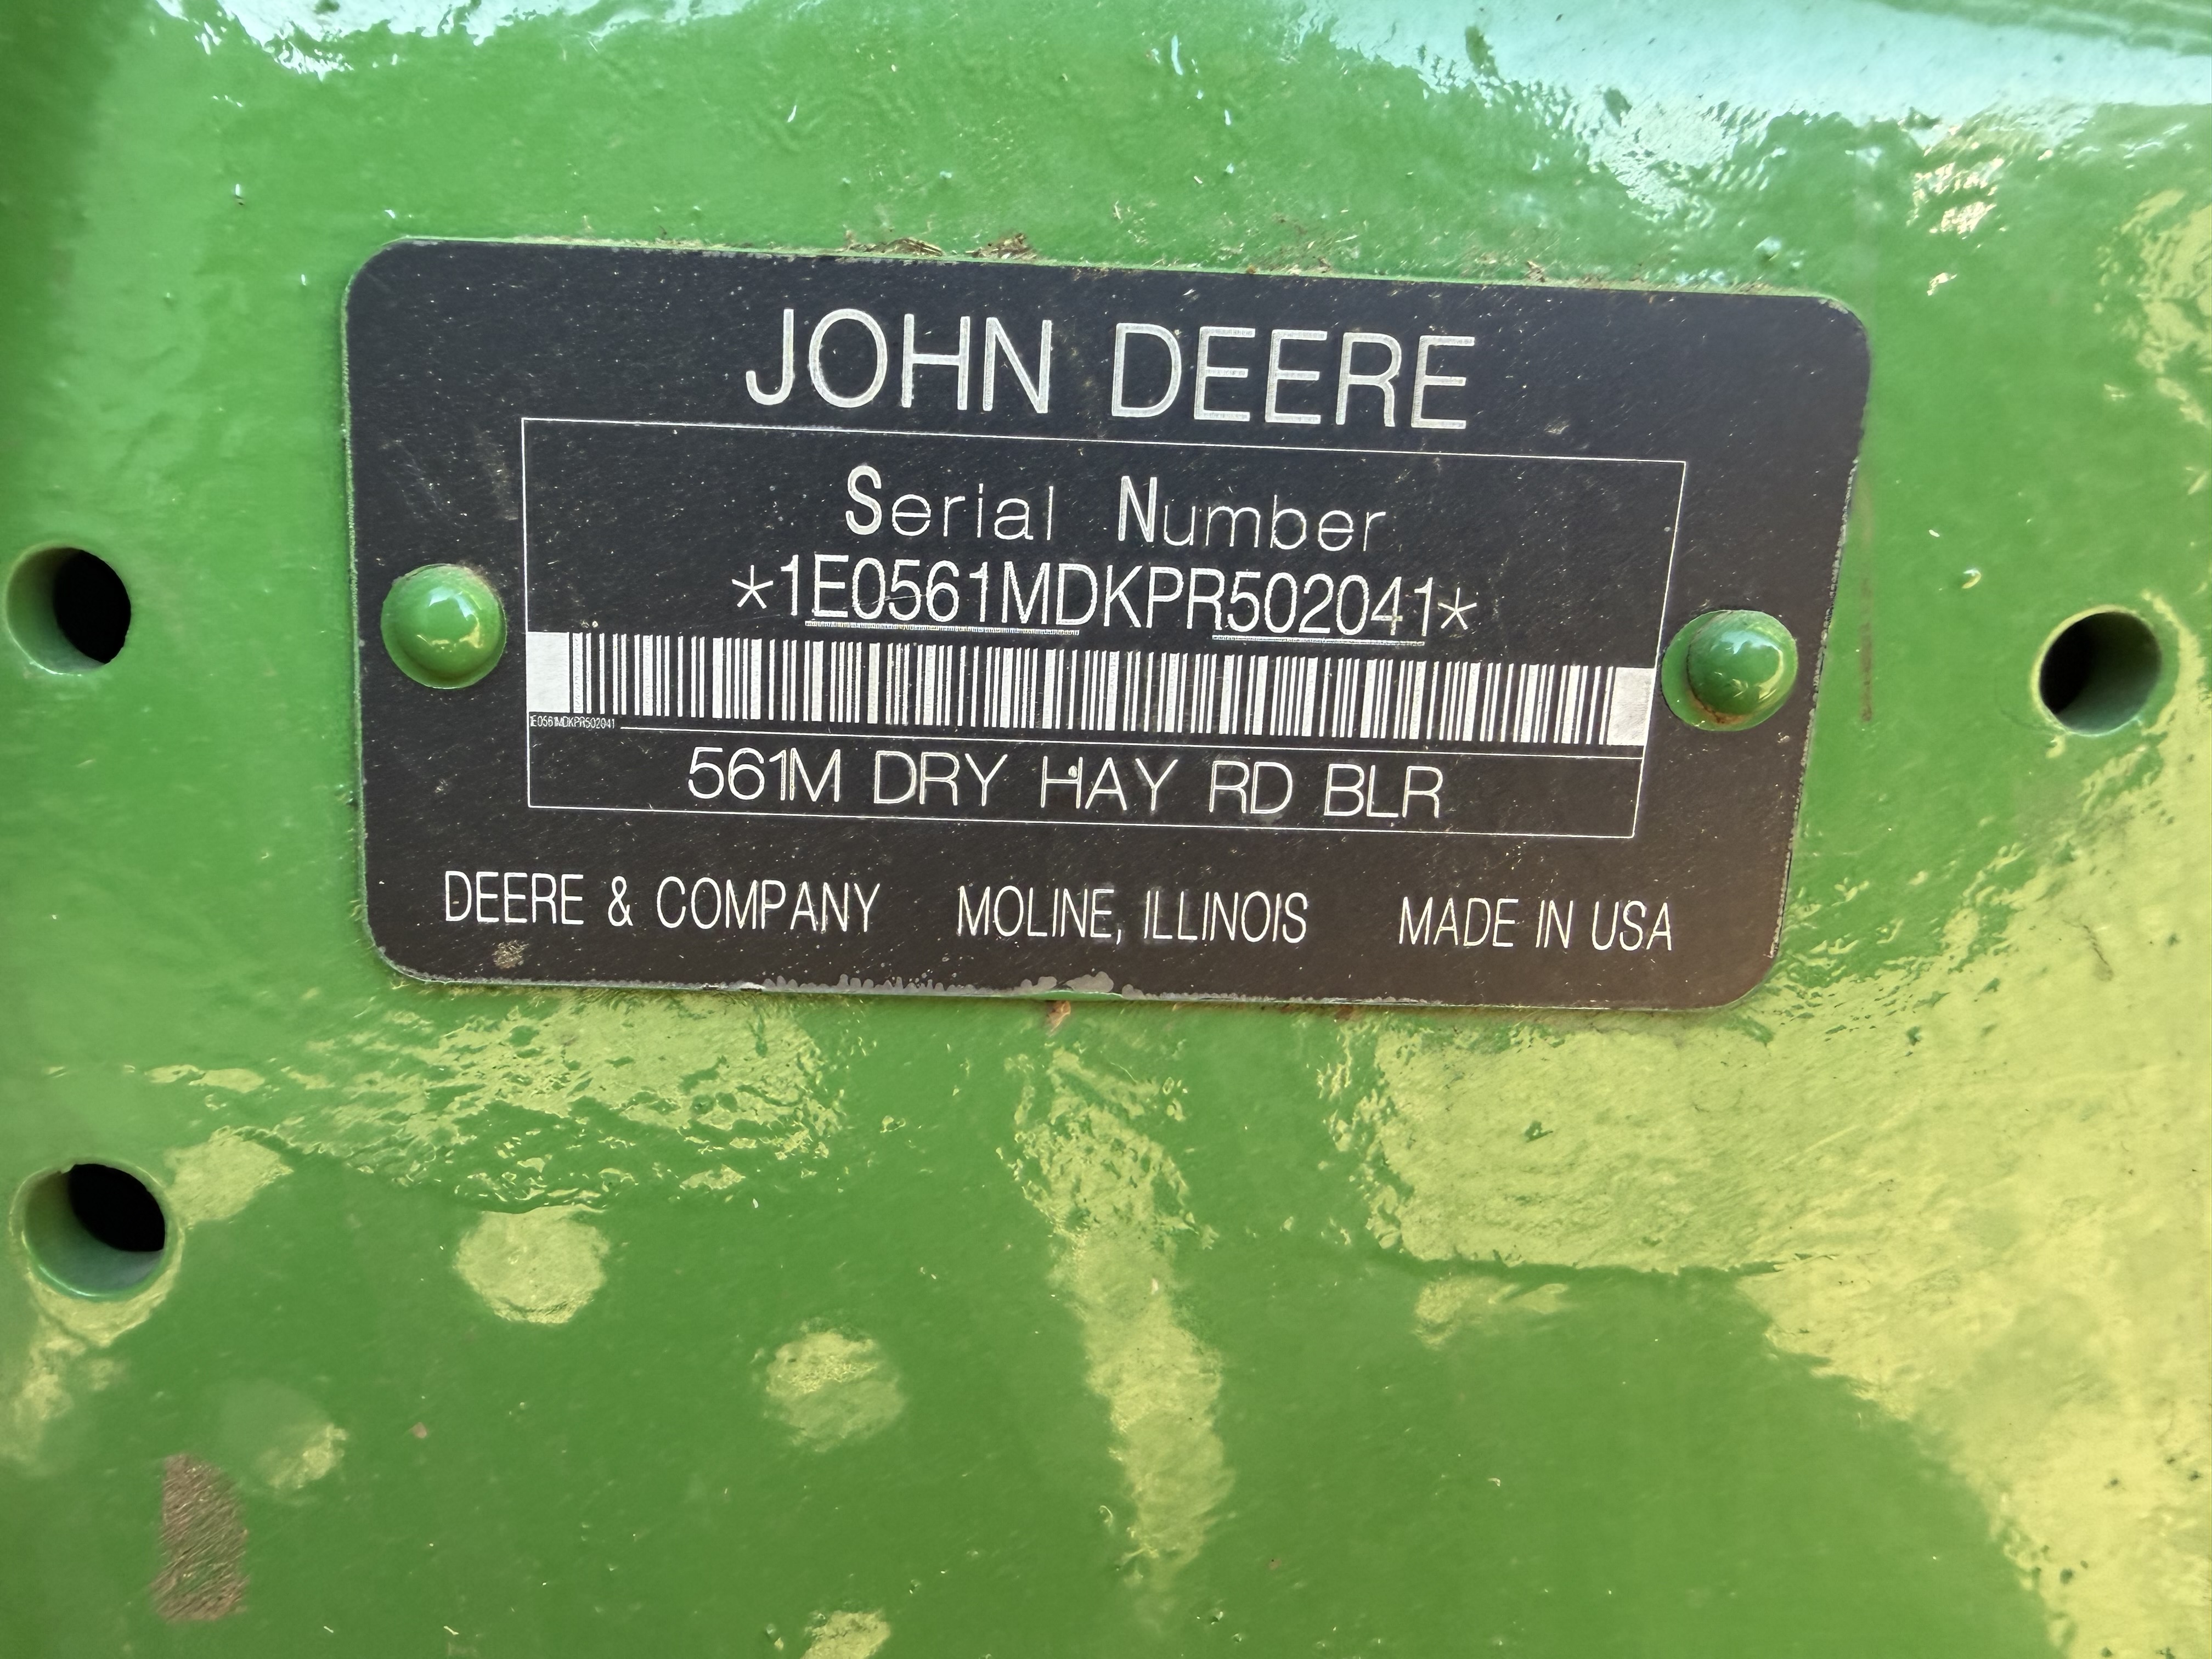 JOHN DEERE
Serial Number
*1E0561MDKPR502041*
1E0561MDKPR502041
561M DRY HAY RD BLR
DEERE & COMPANY MOLINE, ILLINOIS MADE IN USA